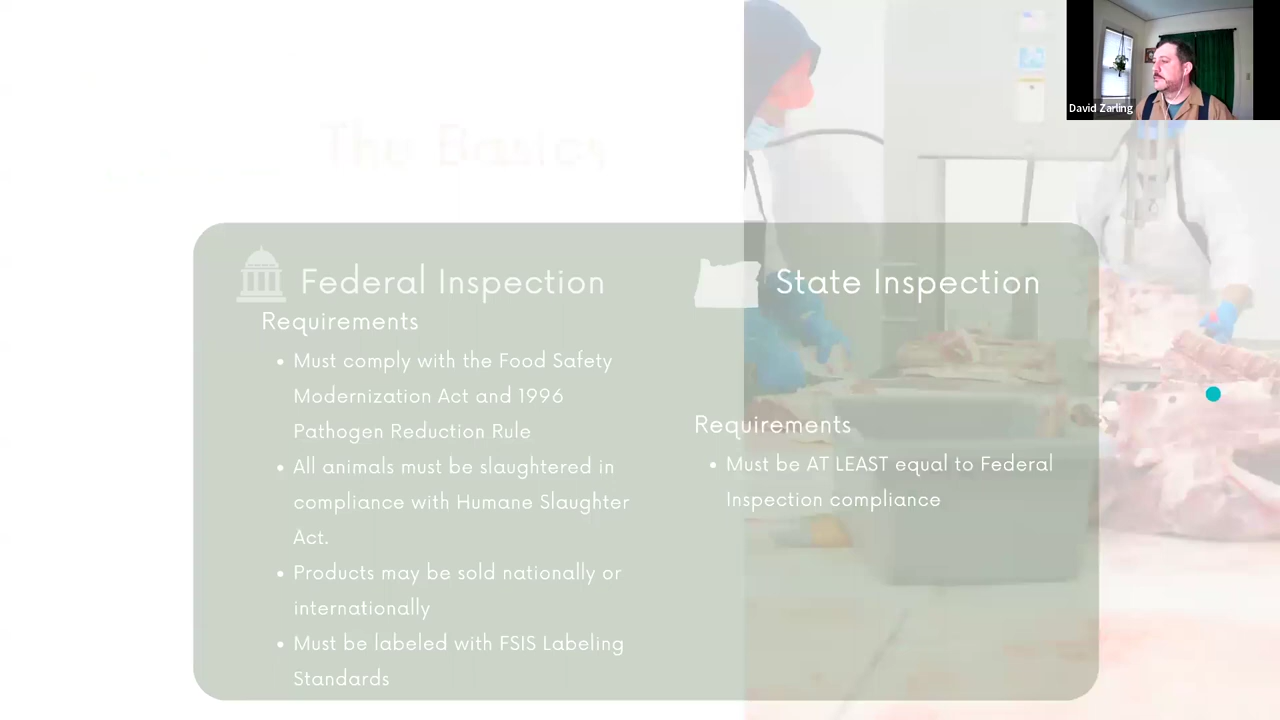 David Zarling
The Basics
Federal Inspection
Requirements
• Must comply with the Food Safety
Modernization Act and 1996
Pathogen Reduction Rule
• All animals must be slaughtered in
compliance with Humane Slaughter
Act.
• Products may be sold nationally or
internationally
• Must be labeled with FSIS Labeling
Standards
State Inspection
Requirements
• Must be AT LEAST equal to Federal
Inspection compliance